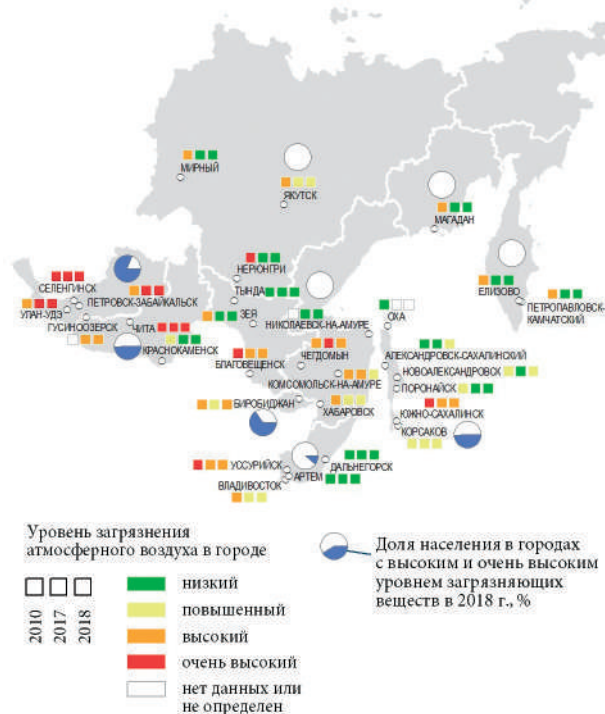 МИРНЫЙ
ЯКУТСК
МАГАДАН
НЕРЮНГРИ
СЕЛЕНГИНСК
ТЫНДА
ЕЛИЗОВО
ПЕТРОВСК-ЗАБАЙКАЛЬСК
ПЕТРОПАВЛОВСК-
КАМЧАТСКИЙ
УЛАН-УДЭ
ЗЕЯ
ОХА
ГУСИНООЗЕРСК
ЧИТА
НИКОЛАЕВСК-НА-АМУРЕ
КРАСНОКАМЕНСК
ЧЕГДОМЫН
АЛЕКСАНДРОВСК-САХАЛИНСКИЙ
БЛАГОВЕЩЕНСК
НОВОАЛЕКСАНДРОВСК
КОМСОМОЛЬСК-НА-АМУРЕ
ПОРОНАЙСК
БИРОБИДЖАН
ХАБАРОВСК
ЮЖНО-САХАЛИНСК
КОРСАКОВ
УССУРИЙСК
ДАЛЬНЕГОРСК
АРТЕМ
ВЛАДИВОСТОК
Уровень загрязнения
атмосферного воздуха в городе
2010
2017
2018
низкий
повышенный
высокий
очень высокий
нет данных или
не определен
Доля населения в городах
с высоким и очень высоким
уровнем загрязняющих
веществ в 2018 г., %